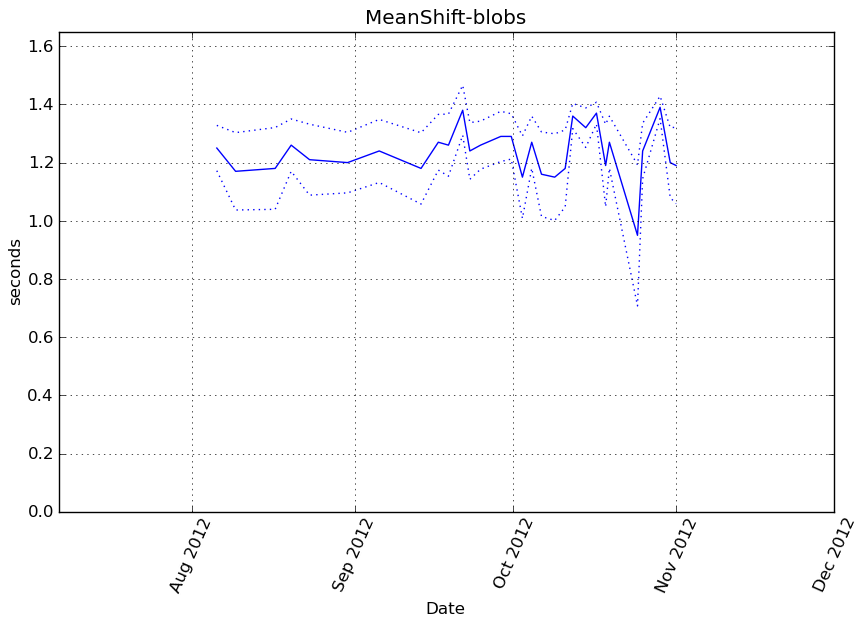 MeanShift-blobs
1.6
1.4
1.2
1.0
0.8
0.6
0.4
0.2
0.0
seconds
Aug 2012
Sep 2012
Oct 2012
Nov 2012
Dec 2012
Date